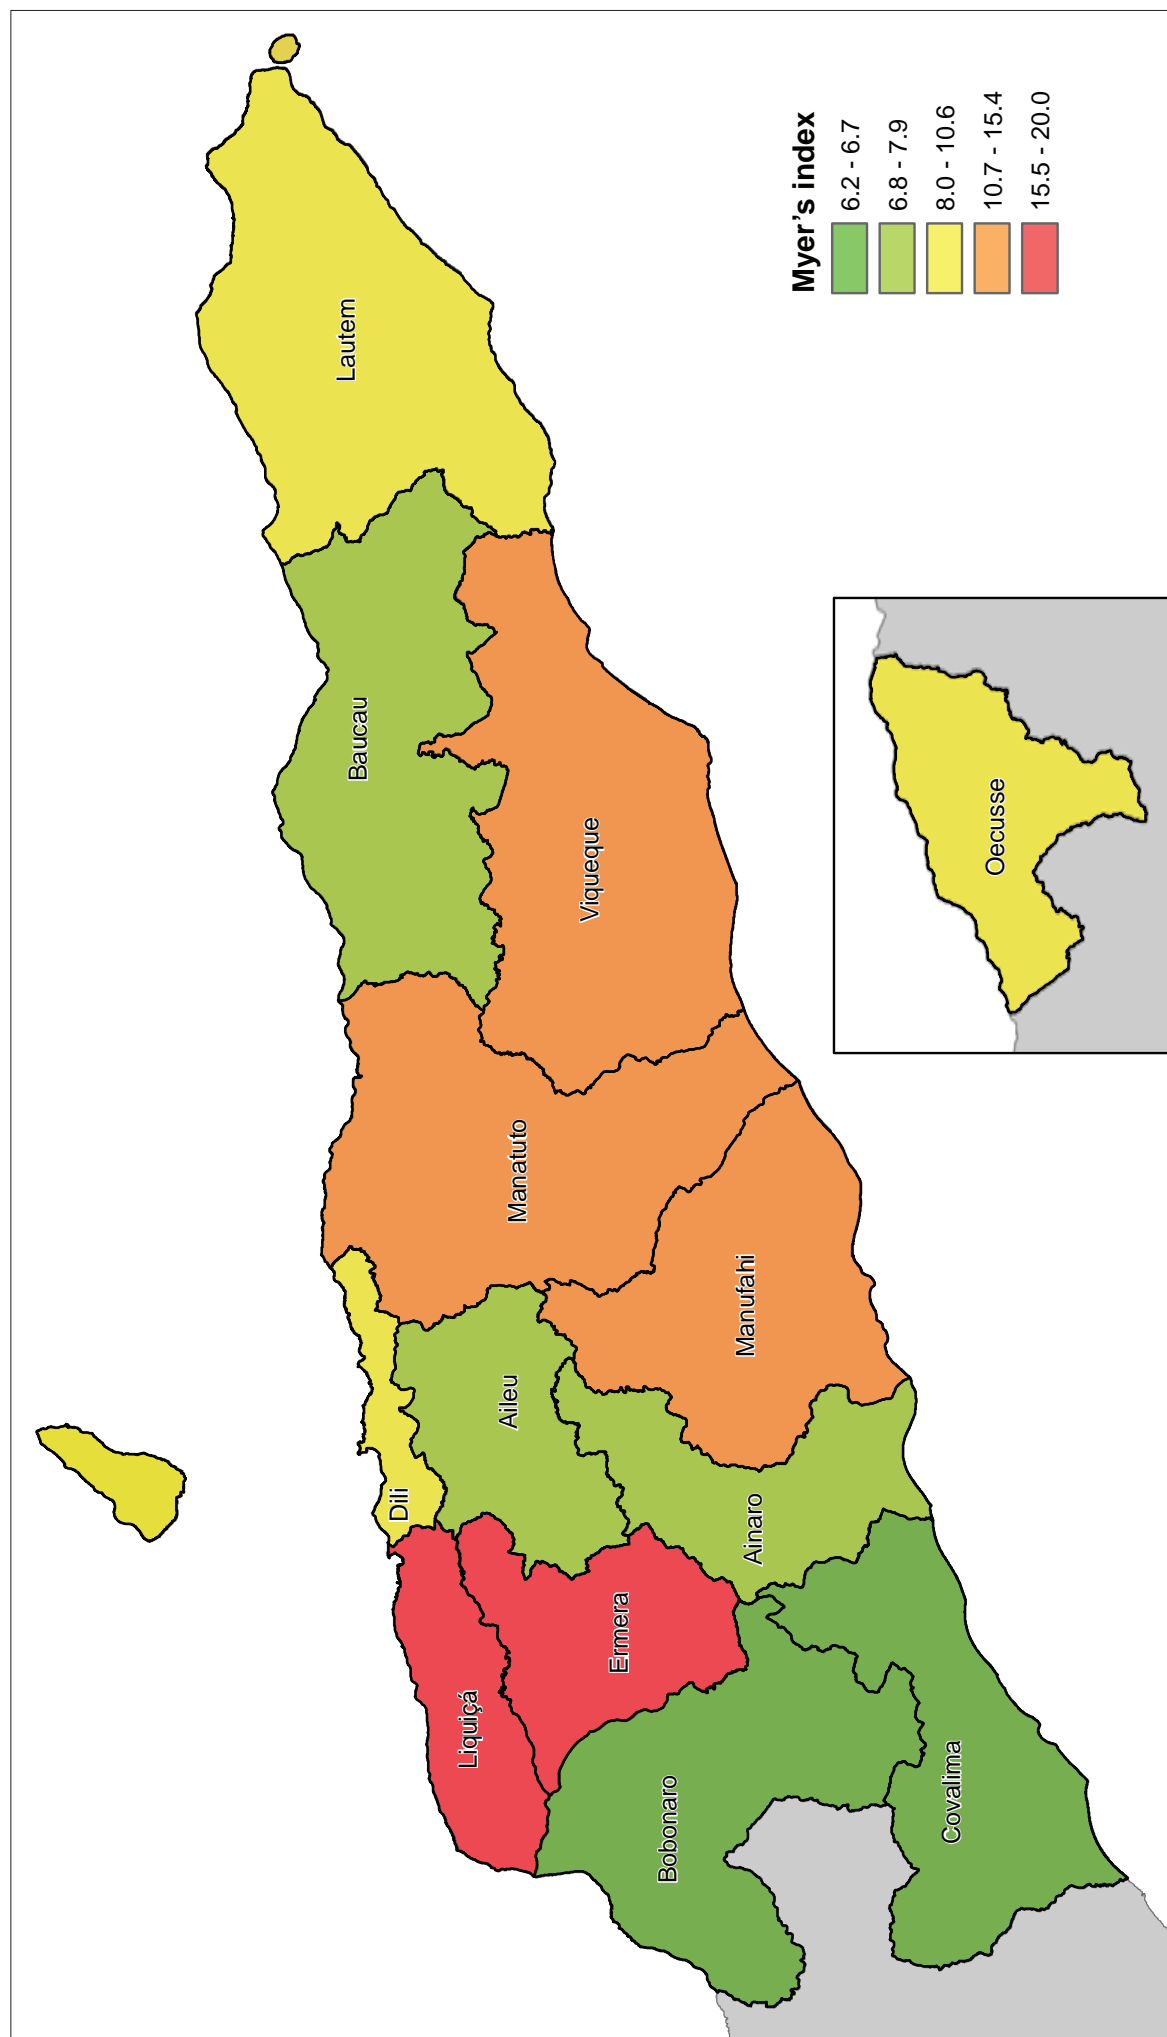 Lautem
Baucau
Viqueque
Manatuto
Manufahi
Aileu
Dili
Ainaro
Liquiçá
Ermera
Bobonaro
Covalima
Oecusse
Myer's index
6.2 - 6.7
6.8 - 7.9
8.0 - 10.6
10.7 - 15.4
15.5 - 20.0